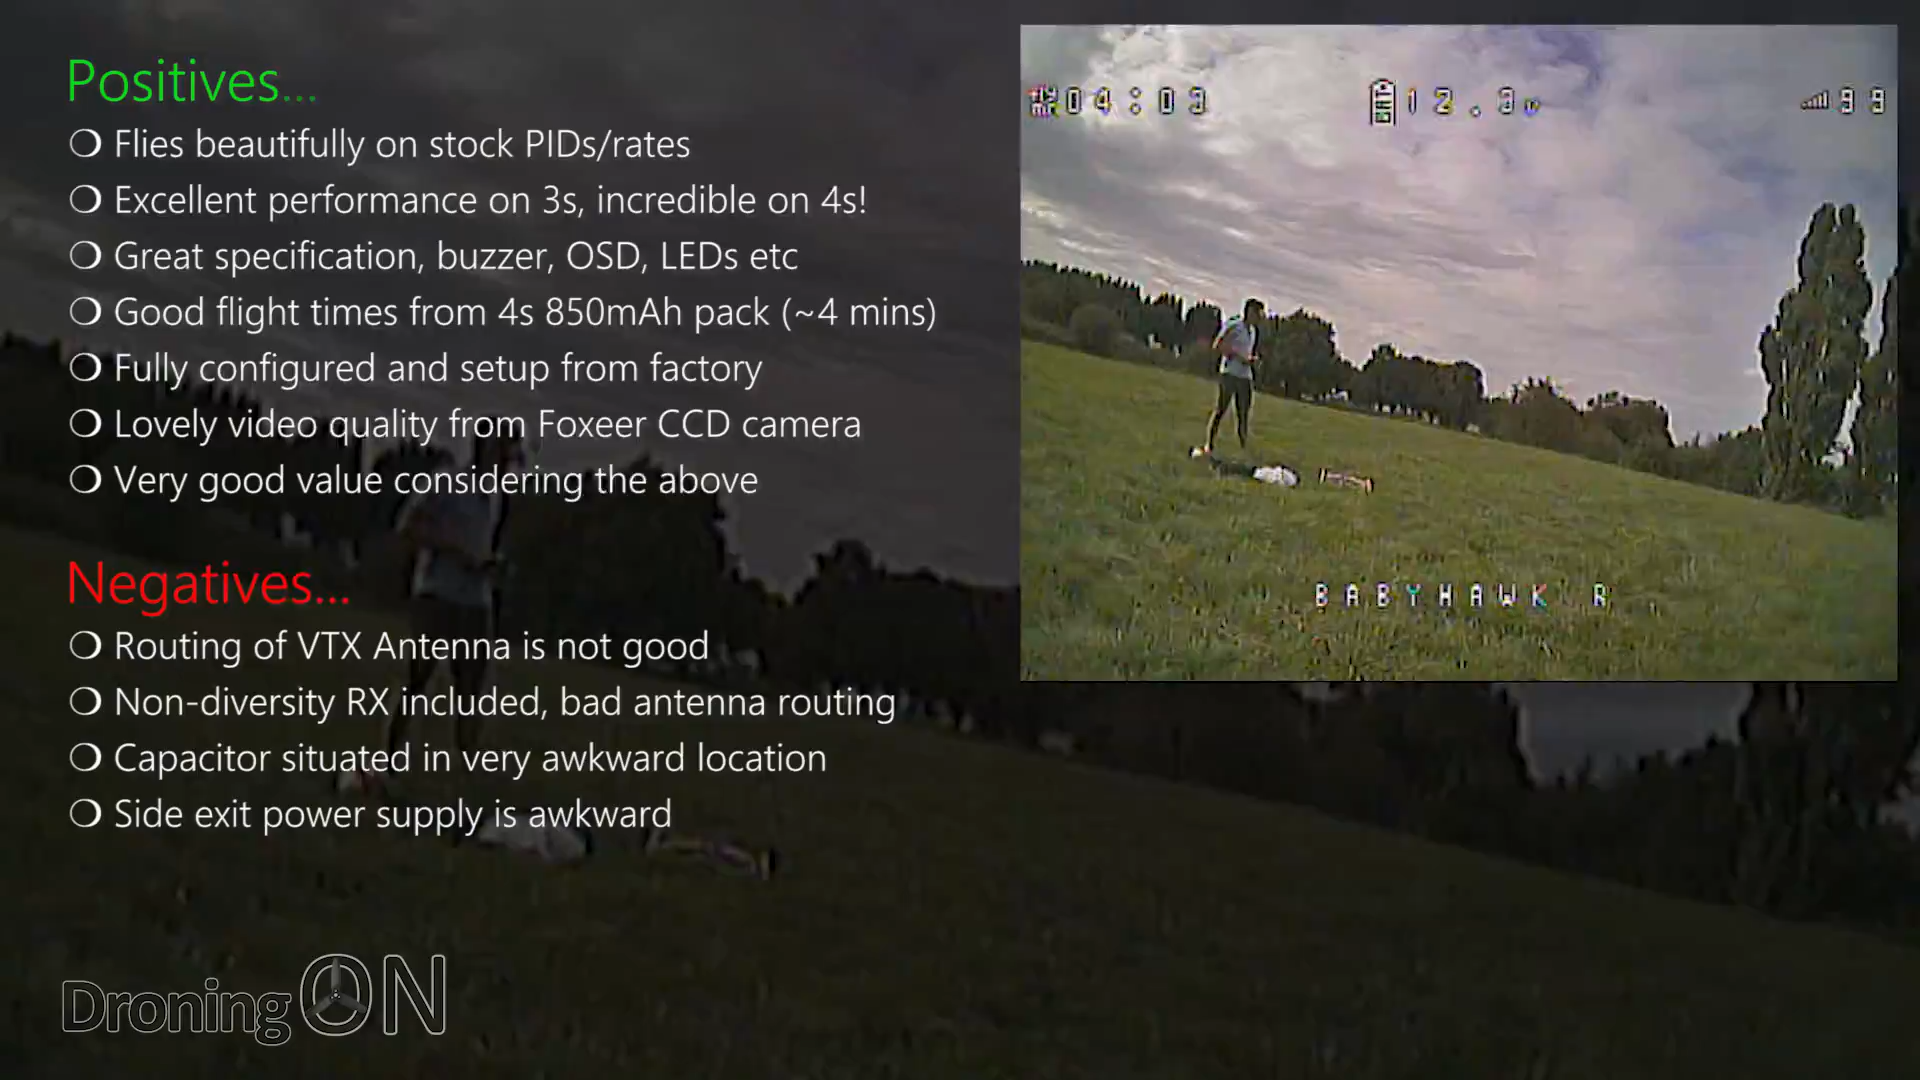 Positives...
❍ Flies beautifully on stock PIDs/rates
❍ Excellent performance on 3s, incredible on 4s!
❍ Great specification, buzzer, OSD, LEDs etc
❍ Good flight times from 4s 850mAh pack (~4 mins)
❍ Fully configured and setup from factory
❍ Lovely video quality from Foxeer CCD camera
❍ Very good value considering the above
Negatives...
❍ Routing of VTX Antenna is not good
❍ Non-diversity RX included, bad antenna routing
❍ Capacitor situated in very awkward location
❍ Side exit power supply is awkward
DroningON
04:03 12.3v 99
BABYHAWK R